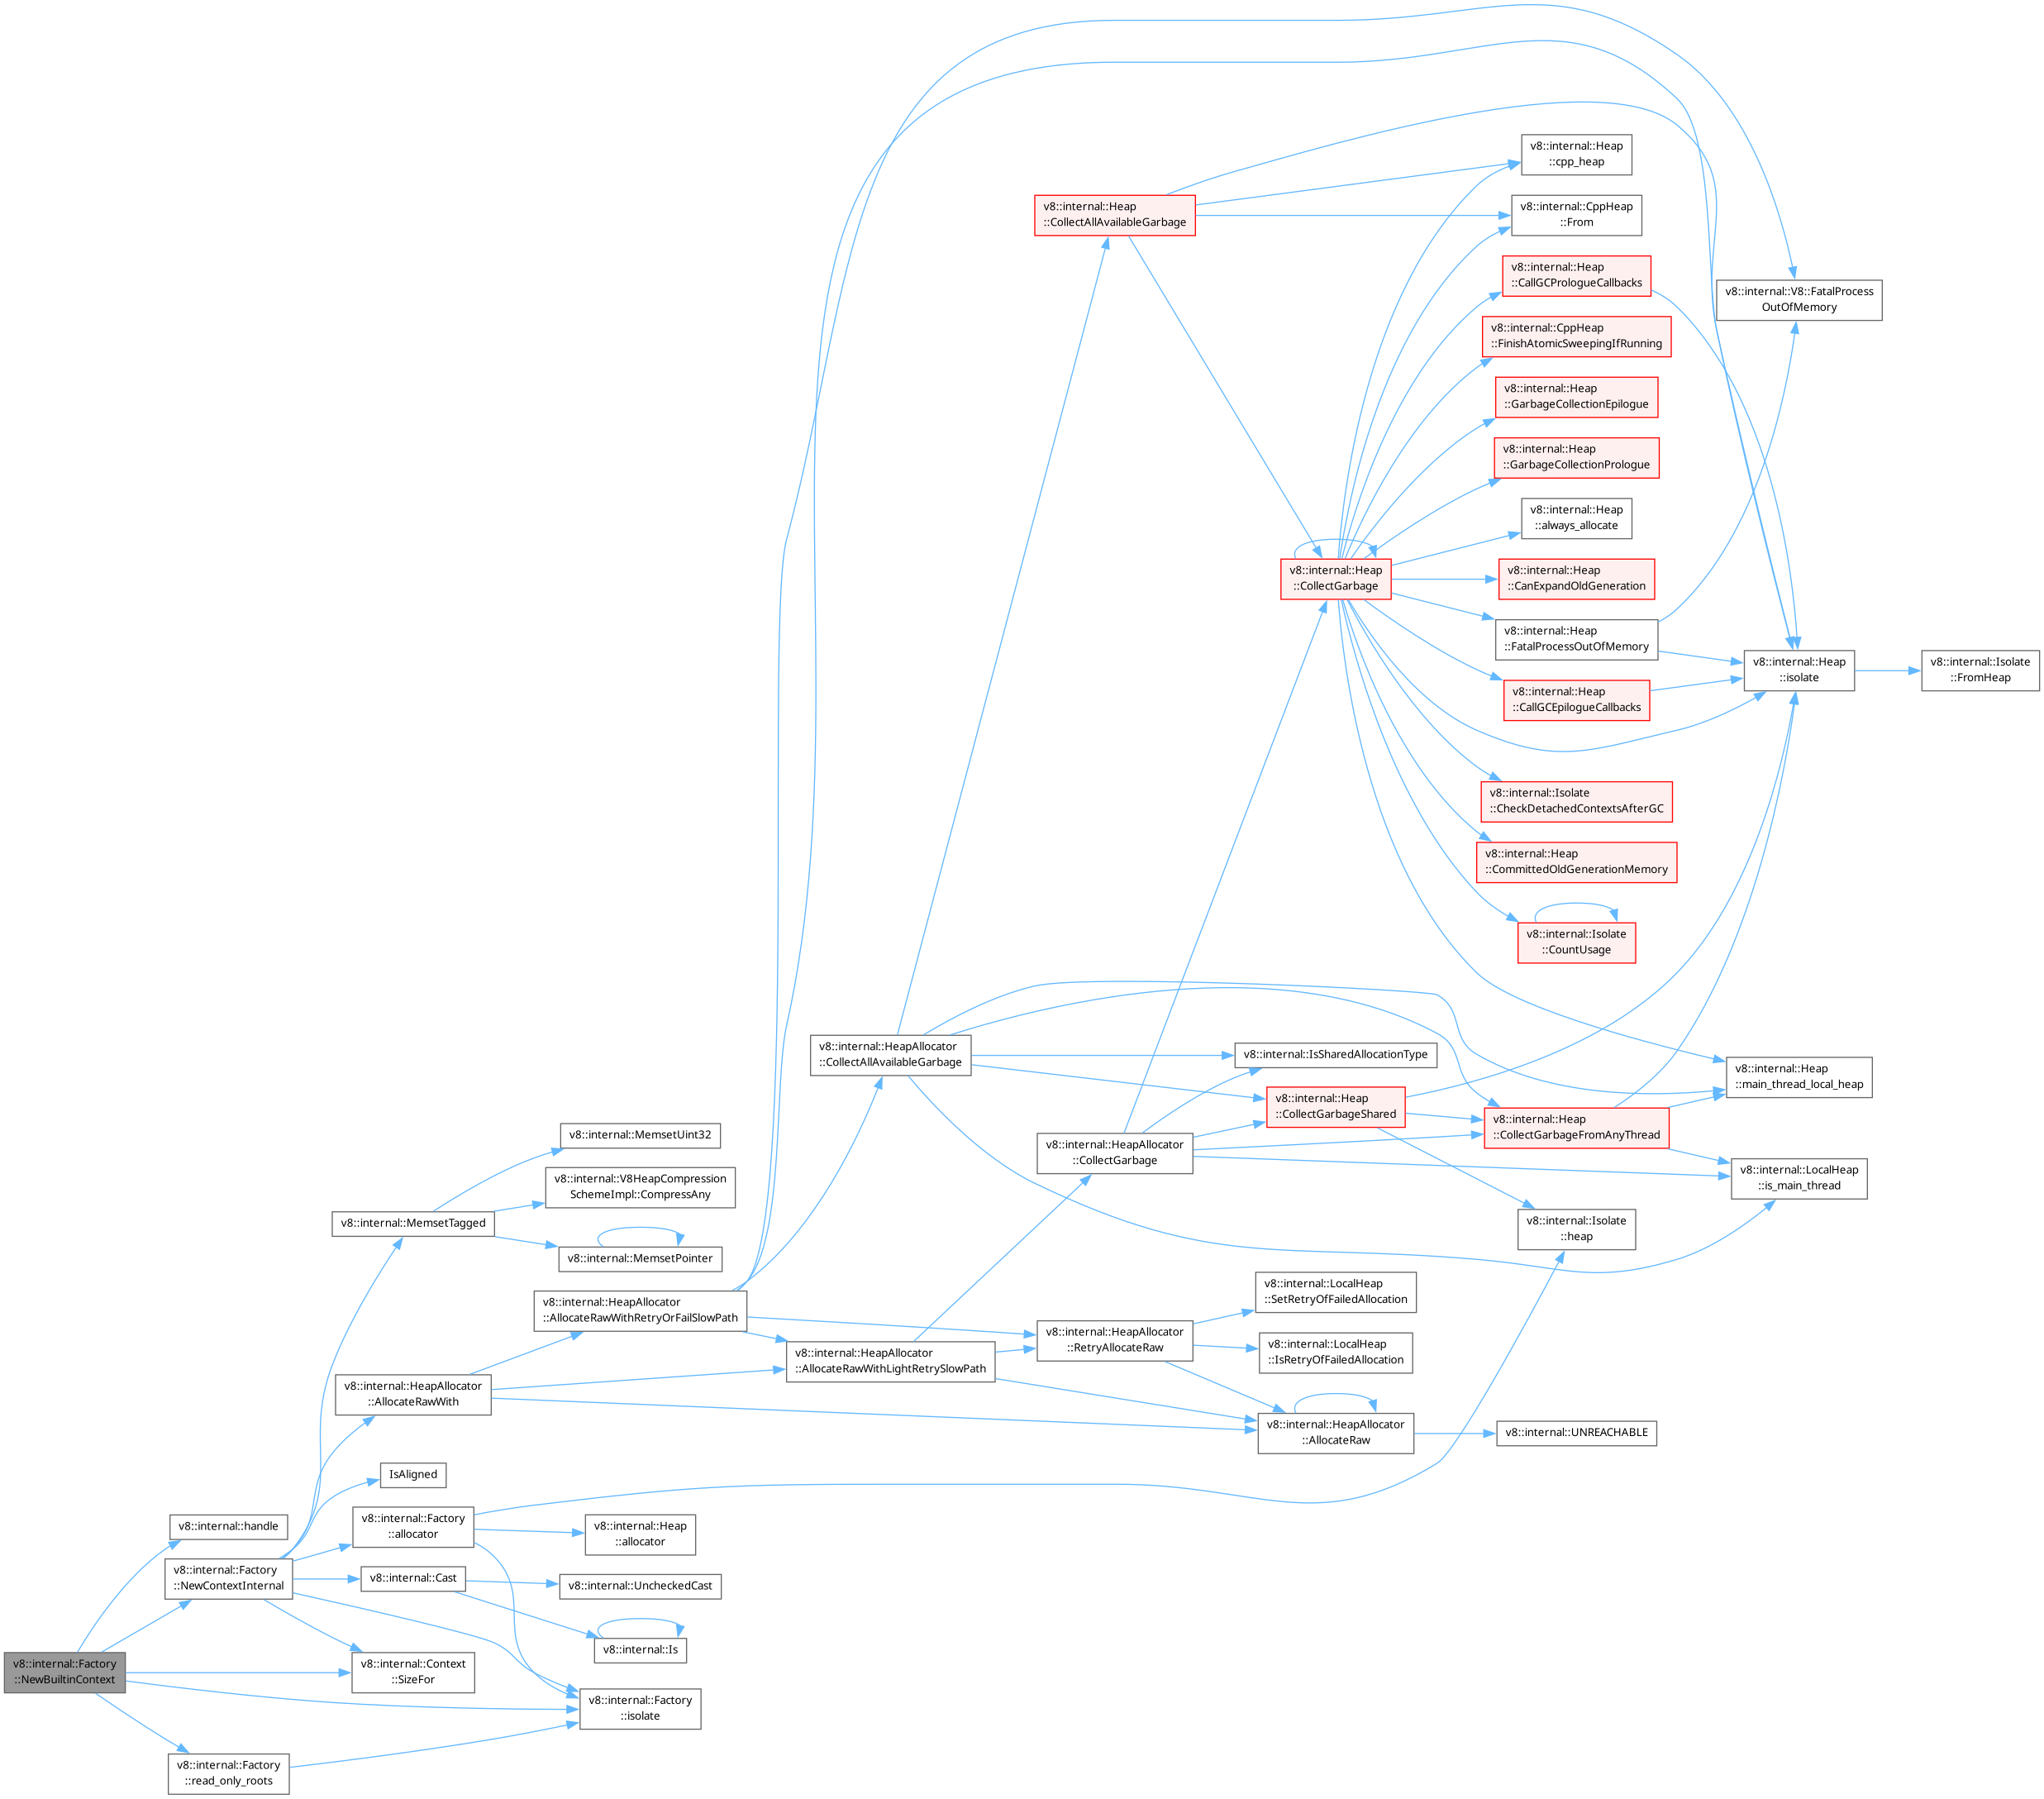 v8::internal::Factory
::NewBuiltinContext
v8::internal::handle
v8::internal::Factory
::NewContextInternal
v8::internal::Factory
::read_only_roots
v8::internal::MemsetTagged
v8::internal::HeapAllocator
::AllocateRawWith
IsAligned
v8::internal::Factory
::allocator
v8::internal::Cast
v8::internal::Context
::SizeFor
v8::internal::MemsetUint32
v8::internal::V8HeapCompression
SchemeImpl::CompressAny
v8::internal::MemsetPointer
v8::internal::HeapAllocator
::AllocateRawWithRetryOrFailSlowPath
v8::internal::Heap
::allocator
v8::internal::UncheckedCast
v8::internal::Is
v8::internal::Factory
::isolate
v8::internal::HeapAllocator
::CollectAllAvailableGarbage
v8::internal::HeapAllocator
::AllocateRawWithLightRetrySlowPath
v8::internal::Heap
::CollectAllAvailableGarbage
v8::internal::HeapAllocator
::CollectGarbage
v8::internal::HeapAllocator
::RetryAllocateRaw
v8::internal::Heap
::CollectGarbage
v8::internal::IsSharedAllocationType
v8::internal::Heap
::CollectGarbageShared
v8::internal::LocalHeap
::SetRetryOfFailedAllocation
v8::internal::LocalHeap
::IsRetryOfFailedAllocation
v8::internal::HeapAllocator
::AllocateRaw
v8::internal::Heap
::cpp_heap
v8::internal::CppHeap
::From
v8::internal::Heap
::CallGCPrologueCallbacks
v8::internal::CppHeap
::FinishAtomicSweepingIfRunning
v8::internal::Heap
::GarbageCollectionEpilogue
v8::internal::Heap
::GarbageCollectionPrologue
v8::internal::Heap
::always_allocate
v8::internal::Heap
::CanExpandOldGeneration
v8::internal::Heap
::FatalProcessOutOfMemory
v8::internal::Heap
::CallGCEpilogueCallbacks
v8::internal::Isolate
::CheckDetachedContextsAfterGC
v8::internal::Heap
::CommittedOldGenerationMemory
v8::internal::Isolate
::CountUsage
v8::internal::Heap
::CollectGarbageFromAnyThread
v8::internal::Isolate
::heap
v8::internal::UNREACHABLE
v8::internal::V8::FatalProcess
OutOfMemory
v8::internal::Heap
::isolate
v8::internal::Heap
::main_thread_local_heap
v8::internal::LocalHeap
::is_main_thread
v8::internal::Isolate
::FromHeap